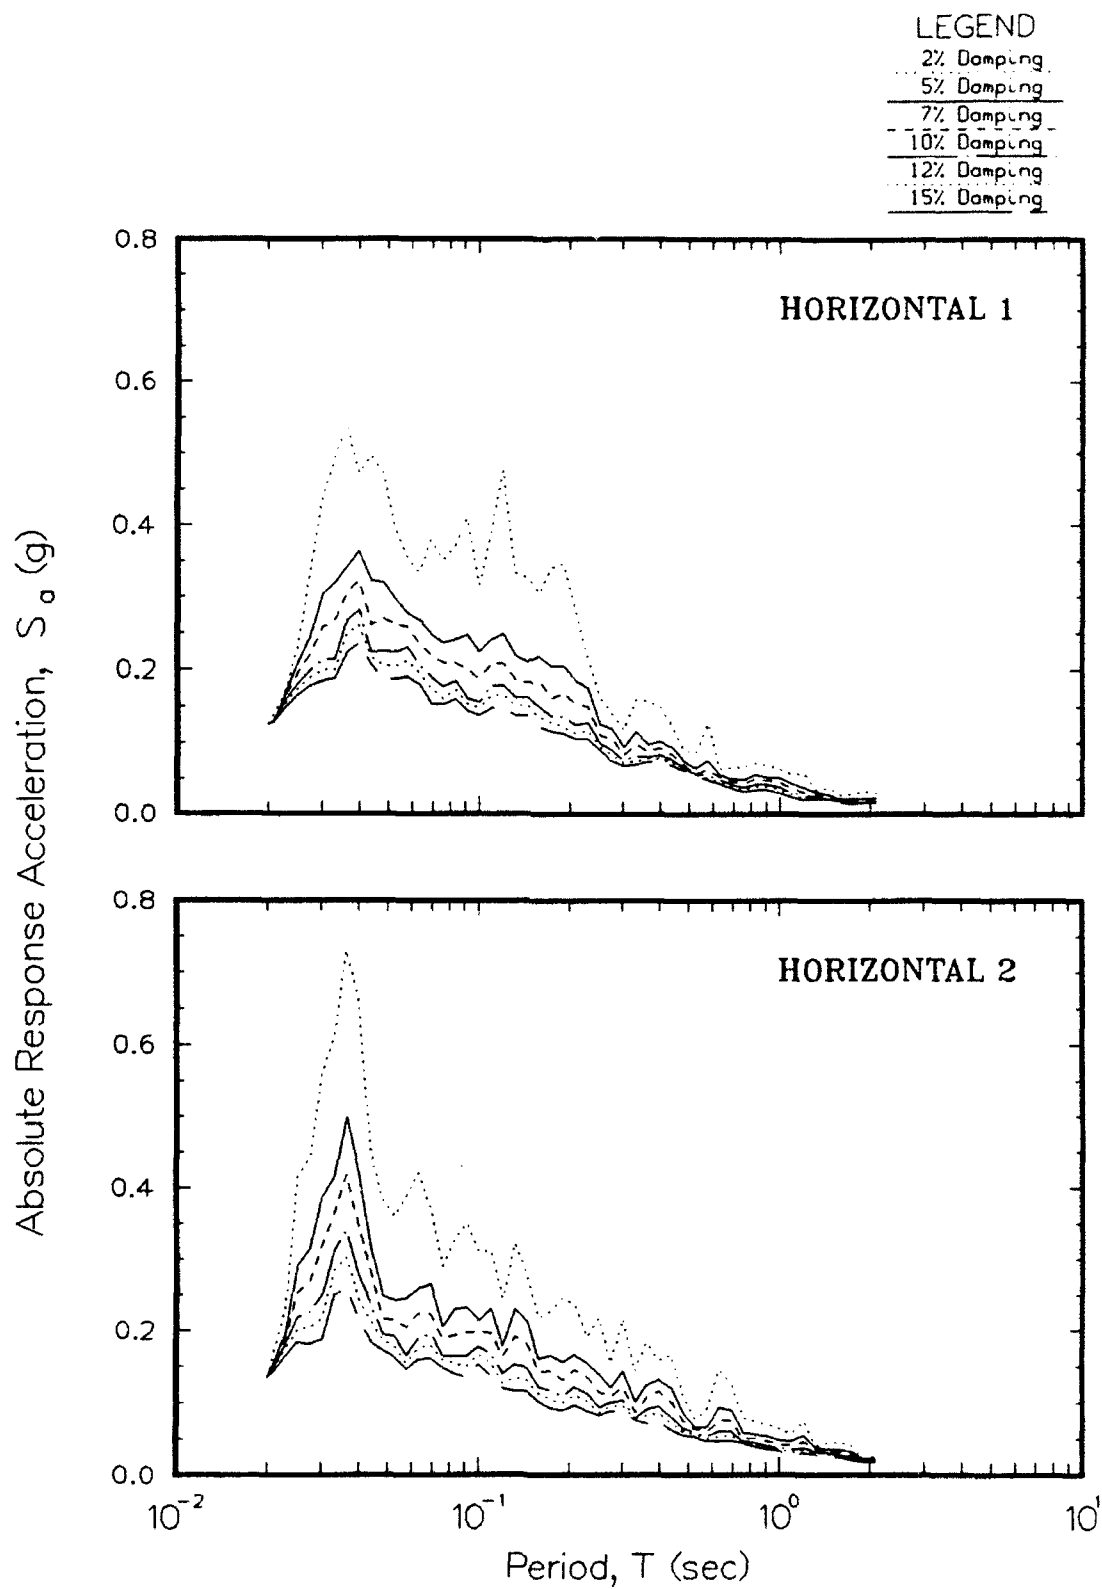 LEGEND
2% Damping
5% Damping
7% Damping
10% Damping
12% Damping
15% Damping
0.8
HORIZONTAL 1
0.6
0.4
0.2
0.0
Absolute Response Acceleration, Sₐ (g)
0.8
HORIZONTAL 2
0.6
0.4
0.2
0.0
10⁻² 10⁻¹ 10⁰ 10¹
Period, T (sec)